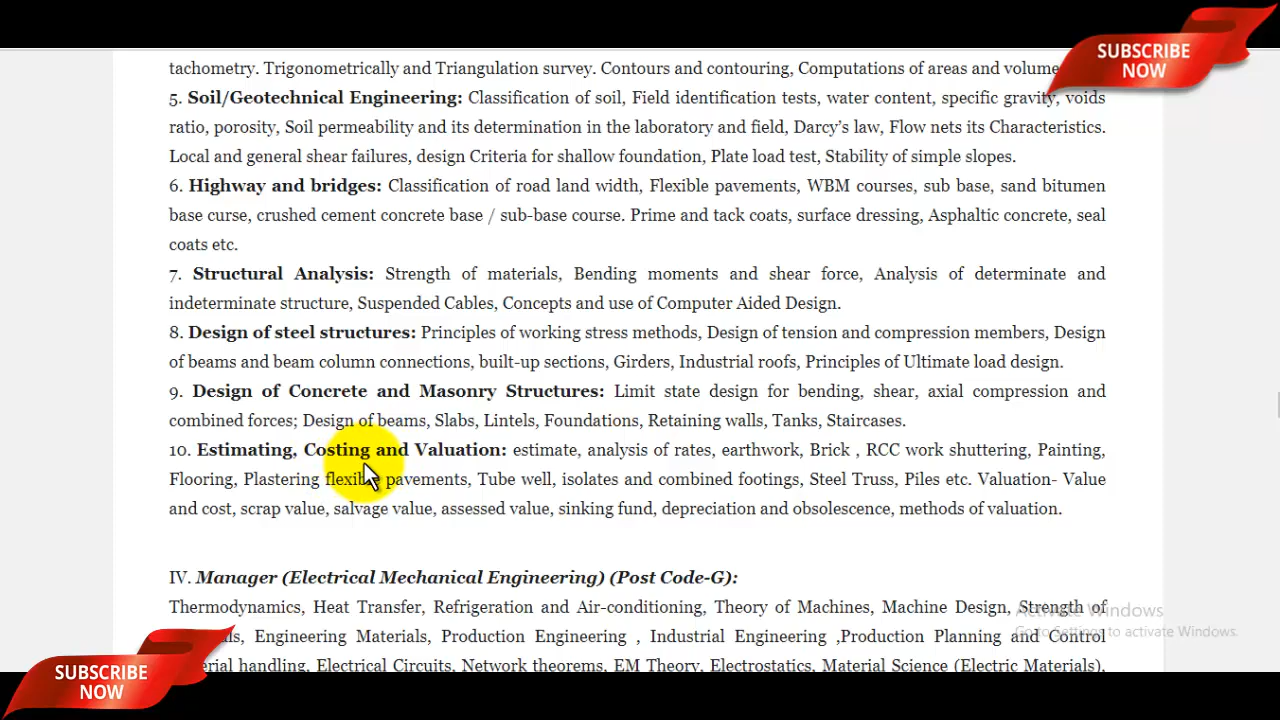 tachometry. Trigonometrically and Triangulation survey. Contours and contouring, Computations of areas and volume
SUBSCRIBE
NOW
5. Soil/Geotechnical Engineering: Classification of soil, Field identification tests, water content, specific gravity, voids
ratio, porosity, Soil permeability and its determination in the laboratory and field, Darcy's law, Flow nets its Characteristics.
Local and general shear failures, design Criteria for shallow foundation, Plate load test, Stability of simple slopes.
6. Highway and bridges: Classification of road land width, Flexible pavements, WBM courses, sub base, sand bitumen
base curse, crushed cement concrete base / sub-base course. Prime and tack coats, surface dressing, Asphaltic concrete, seal
coats etc.
7. Structural Analysis: Strength of materials, Bending moments and shear force, Analysis of determinate and
indeterminate structure, Suspended Cables, Concepts and use of Computer Aided Design.
8. Design of steel structures: Principles of working stress methods, Design of tension and compression members, Design
of beams and beam column connections, built-up sections, Girders, Industrial roofs, Principles of Ultimate load design.
9. Design of Concrete and Masonry Structures: Limit state design for bending, shear, axial compression and
combined forces; Design of beams, Slabs, Lintels, Foundations, Retaining walls, Tanks, Staircases.
10. Estimating, Costing and Valuation: estimate, analysis of rates, earthwork, Brick , RCC work shuttering, Painting,
Flooring, Plastering flexible pavements, Tube well, isolates and combined footings, Steel Truss, Piles etc. Valuation- Value
and cost, scrap value, salvage value, assessed value, sinking fund, depreciation and obsolescence, methods of valuation.
IV. Manager (Electrical Mechanical Engineering) (Post Code-G):
Thermodynamics, Heat Transfer, Refrigeration and Air-conditioning, Theory of Machines, Machine Design, Strength of
Engineering Materials, Production Engineering , Industrial Engineering ,Production Planning and Control
handling, Electrical Circuits, Network theorems, EM Theory, Electrostatics, Material Science (Electric Materials),
Activate Windows
Go to Settings to activate Windows.
SUBSCRIBE
NOW